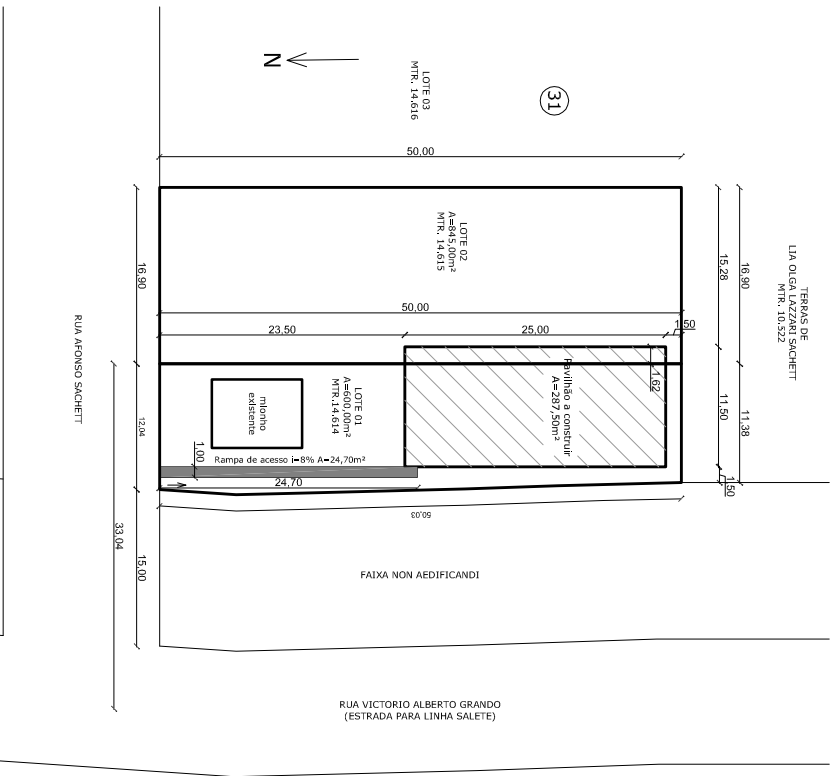 N
LOTE 03
MTR. 14.616
31
50,00
LOTE 02
A=845,00m²
MTR. 14.615
16,90
15,28
16,90
TERRAS DE
LIA OLGA LAZZARI SACHETT
MTR. 10.522
50,00
23,50
25,00
1,50
RUA AFONSO SACHETT
12,04
mionho
existente
LOTE 01
A=600,00m²
MTR.14.614
Pavilhão a construir
A=287,50m²
1,62
11,50
11,38
1,00
Rampa de acesso i=8% A=24,70m²
24,70
1,50
50,03
33,04
15,00
FAIXA NON AEDIFICANDI
RUA VICTORIO ALBERTO GRANDO
(ESTRADA PARA LINHA SALETE)